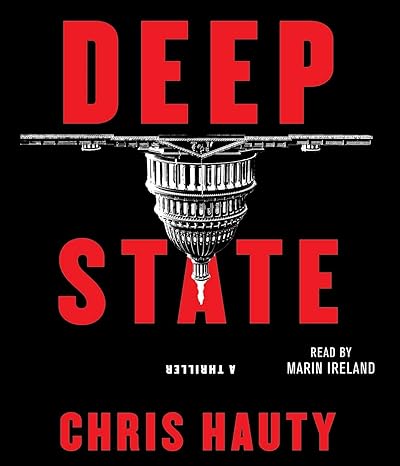 DEEP
STATE
READ BY
MARIN IRELAND
A THRILLER
CHRIS HAUTY